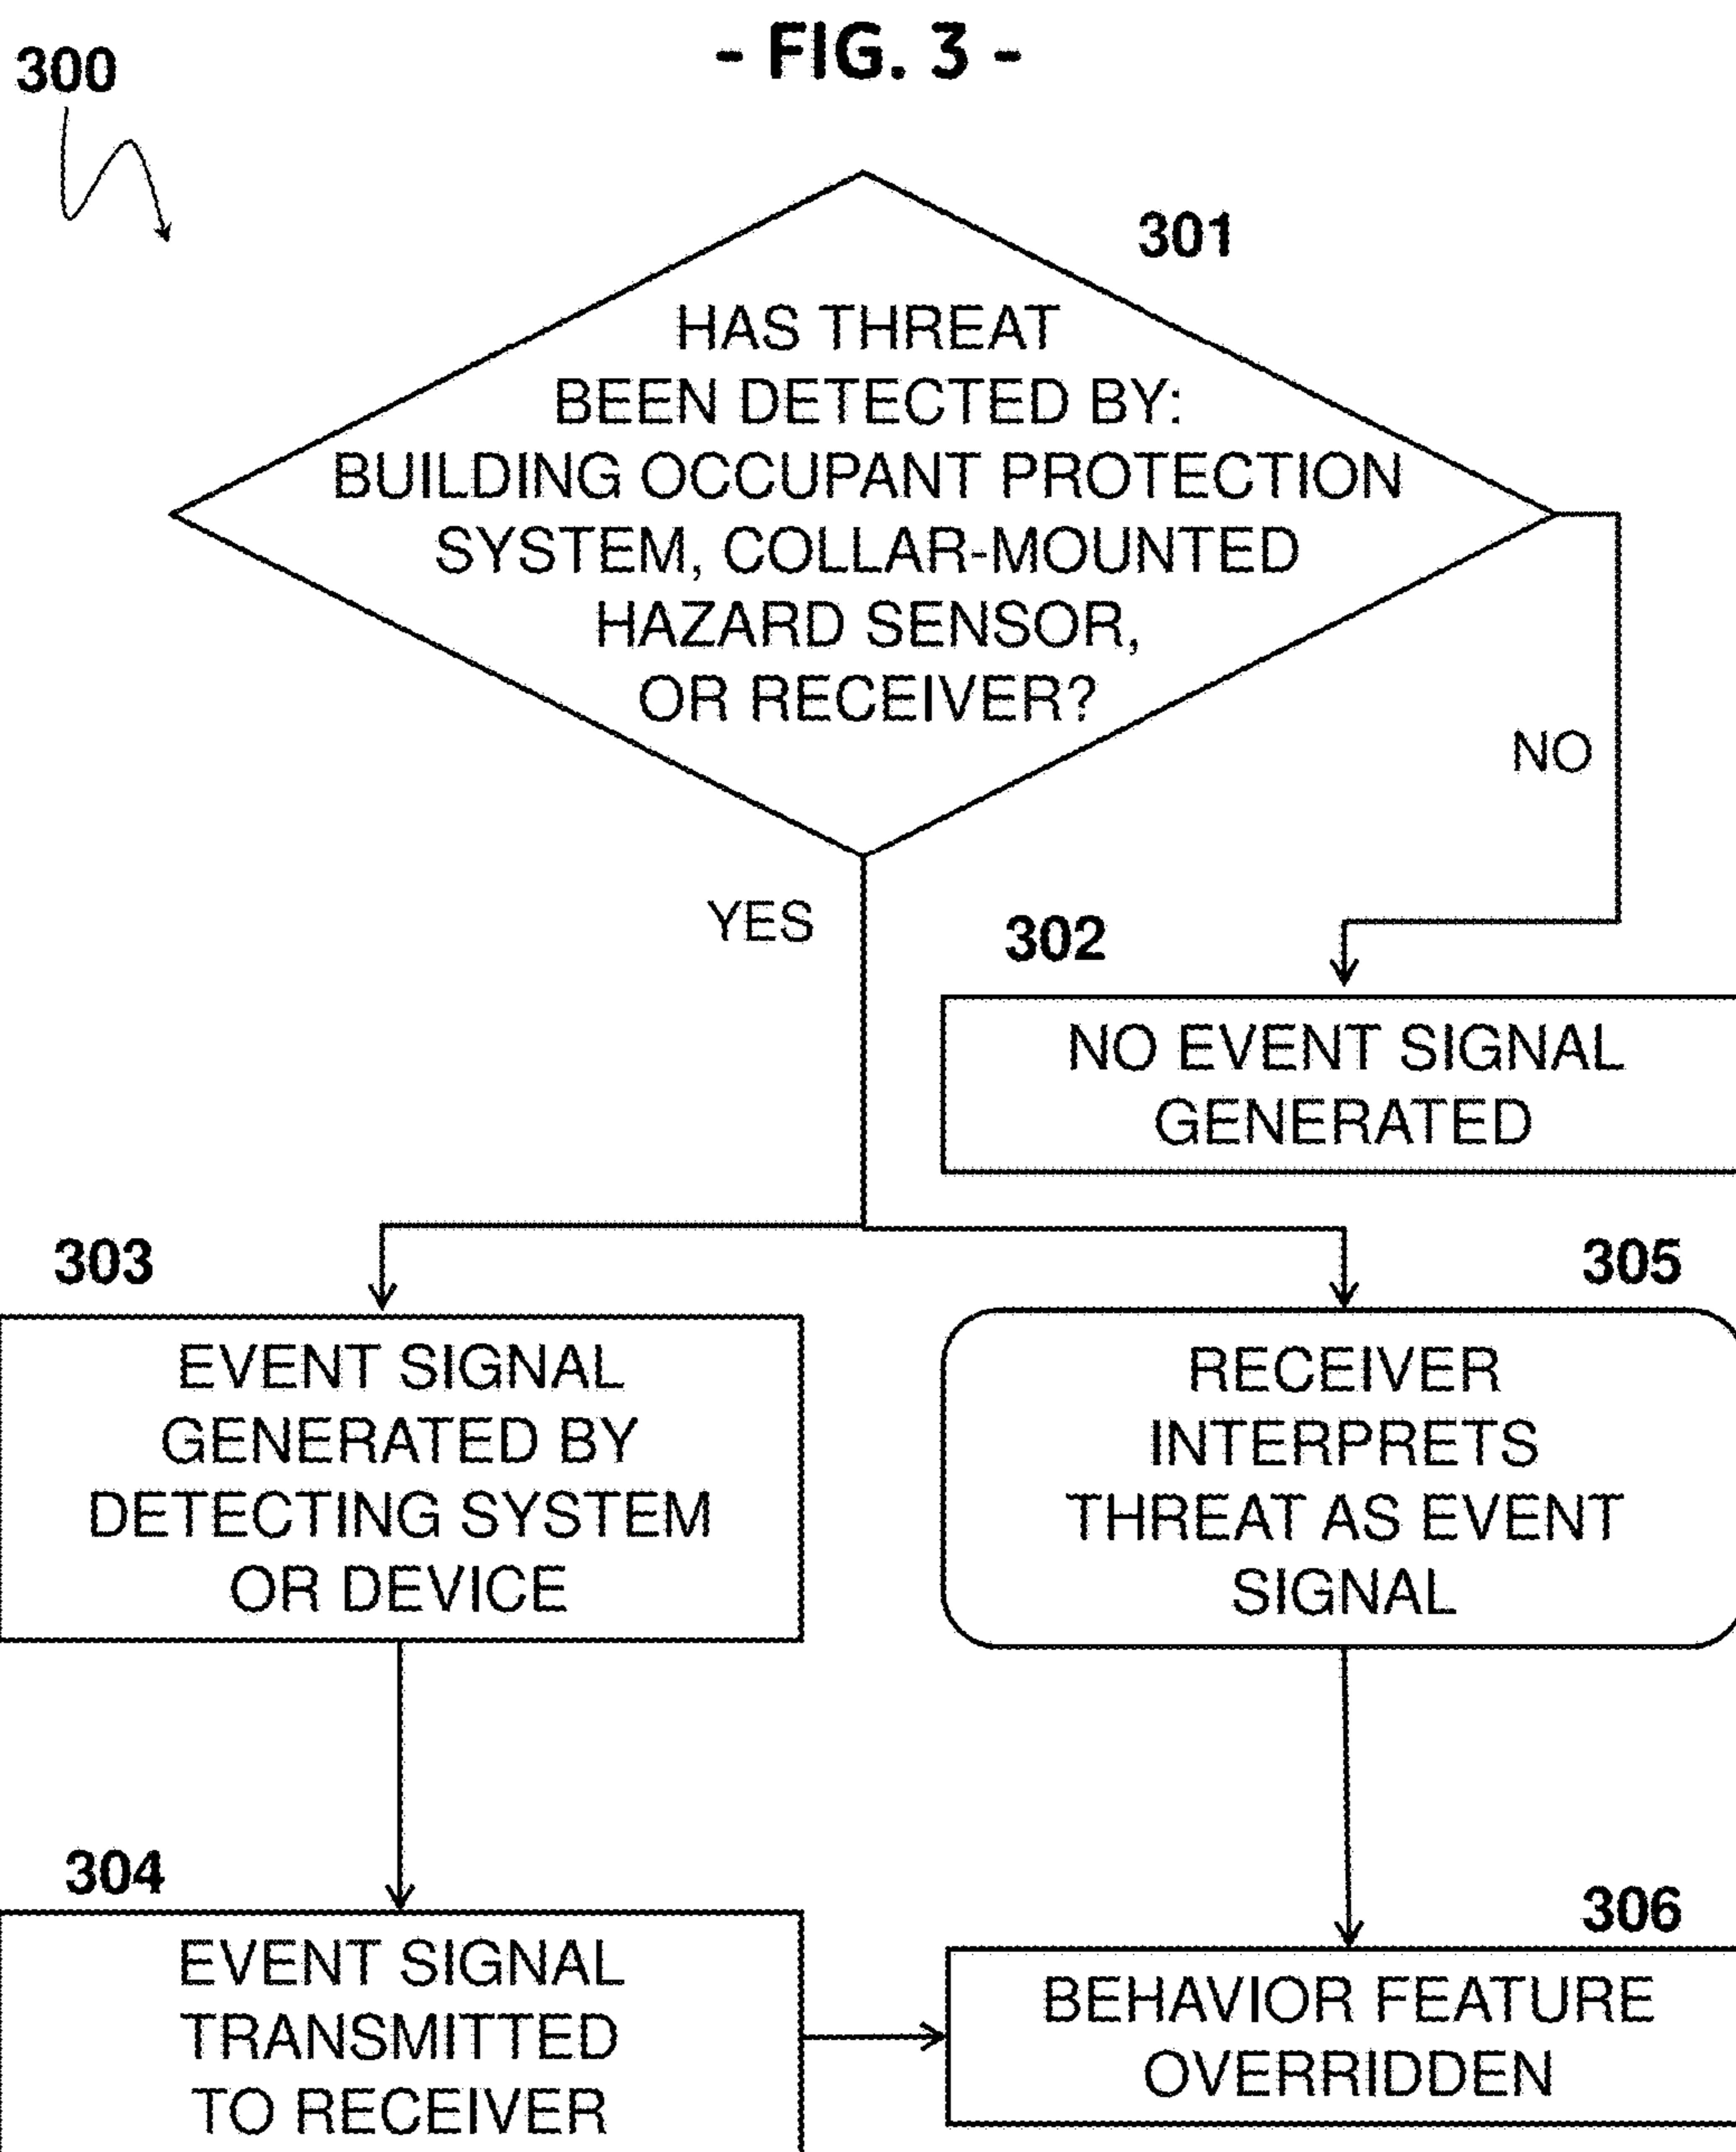 - FIG. 3 -
300
301
HAS THREAT
BEEN DETECTED BY:
BUILDING OCCUPANT PROTECTION
SYSTEM, COLLAR-MOUNTED
HAZARD SENSOR,
OR RECEIVER?
NO
YES
302
NO EVENT SIGNAL
GENERATED
303
EVENT SIGNAL
GENERATED BY
DETECTING SYSTEM
OR DEVICE
305
RECEIVER
INTERPRETS
THREAT AS EVENT
SIGNAL
304
EVENT SIGNAL
TRANSMITTED
TO RECEIVER
306
BEHAVIOR FEATURE
OVERRIDDEN